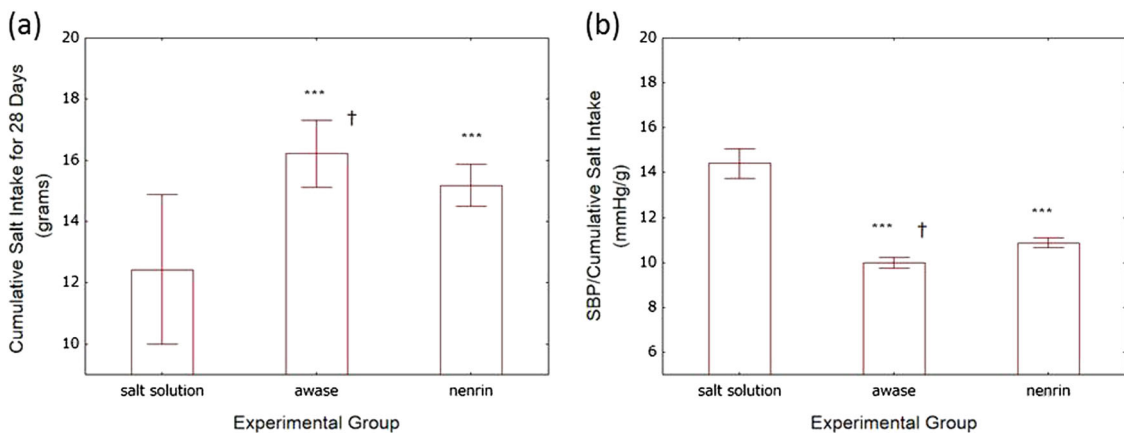 (a)
Cumulative Salt Intake for 28 Days
(grams)
20
18
16
14
12
10
***
†
***
salt solution awase nenrin
Experimental Group
(b)
SBP/Cumulative Salt Intake
(mmHg/g)
20
18
16
14
12
10
8
6
*** †
***
salt solution awase nenrin
Experimental Group